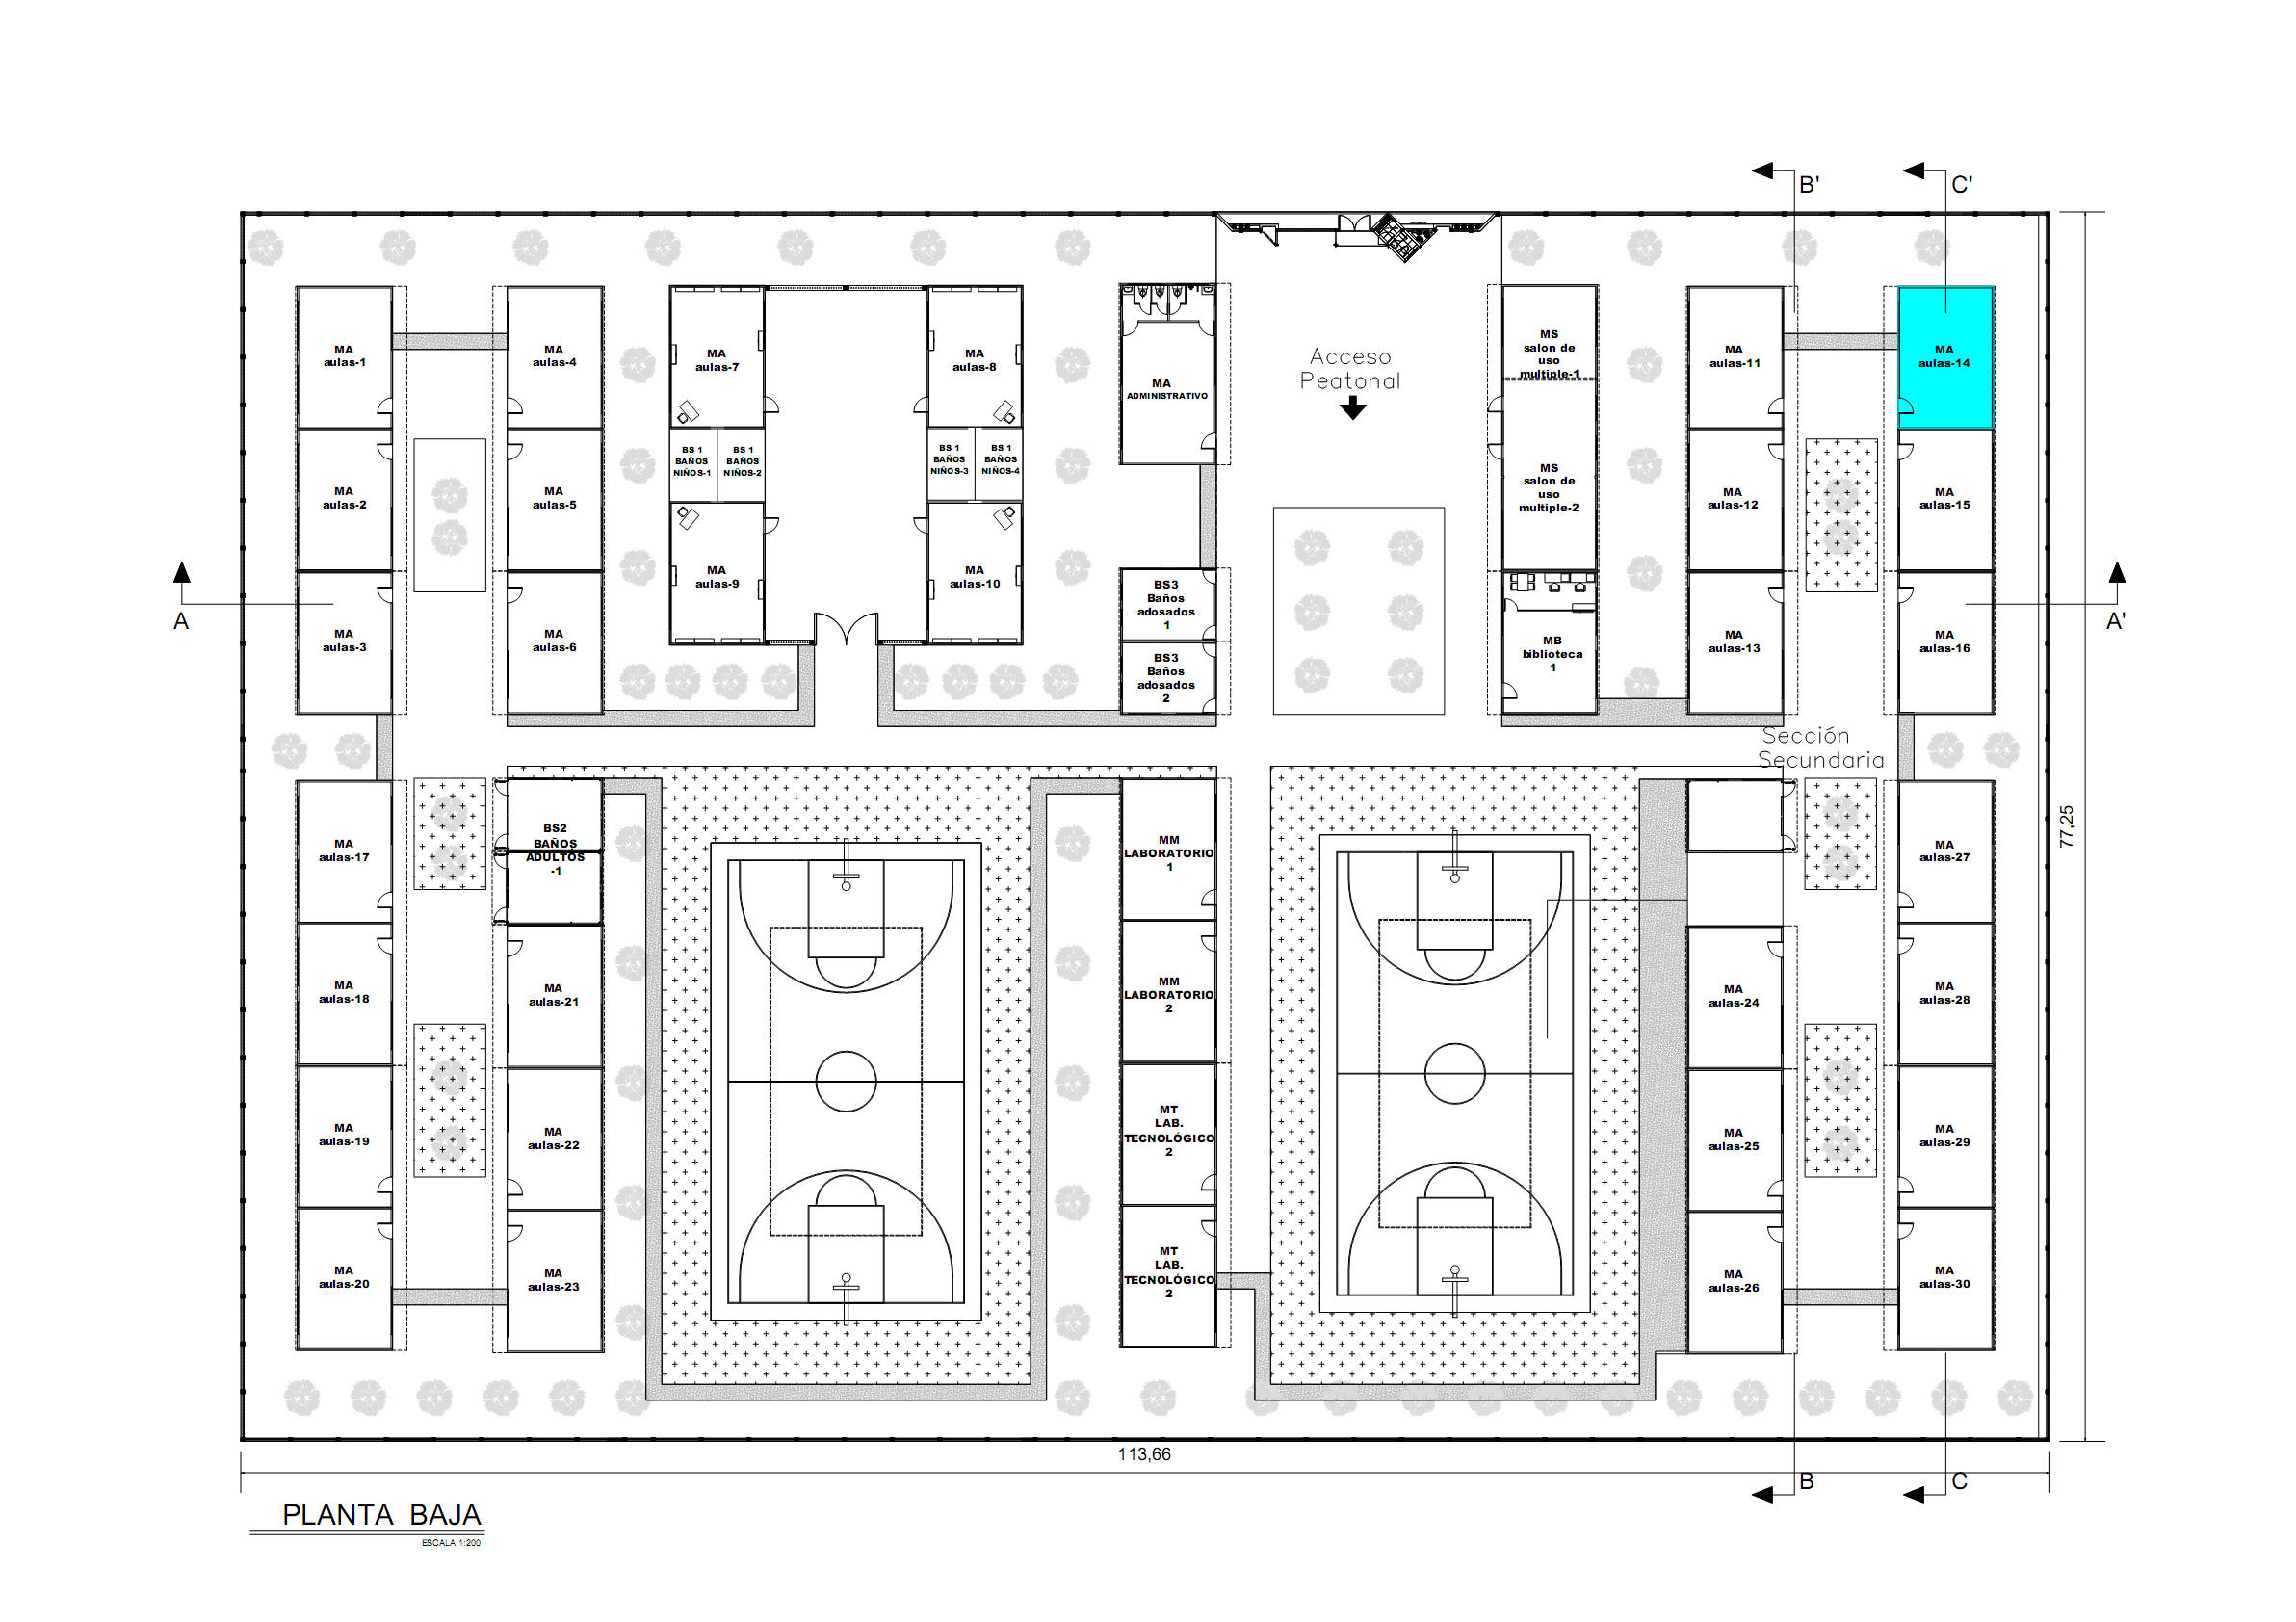 B'
C'
MA
aulas-1
MA
aulas-4
MA
aulas-7
MA
aulas-8
MA
ADMINISTRATIVO
Acceso
Peatonal
MS
salon de
uso
multiple-1
MA
aulas-11
MA
aulas-14
MA
aulas-2
MA
aulas-5
BS 1
BAÑOS
NIÑOS-1
BS 1
BAÑOS
NIÑOS-2
BS 1
BAÑOS
NIÑOS-3
BS 1
BAÑOS
NIÑOS-4
MS
salon de
uso
multiple-2
MA
aulas-12
MA
aulas-15
A
MA
aulas-3
MA
aulas-6
MA
aulas-9
MA
aulas-10
BS3
Baños
adosados
1
BS3
Baños
adosados
2
MB
biblioteca
1
MA
aulas-13
MA
aulas-16
A'
Sección
Secundaria
MA
aulas-17
BS2
BAÑOS
ADULTOS
-1
MM
LABORATORIO
1
MA
aulas-27
77,25
MA
aulas-18
MA
aulas-21
MM
LABORATORIO
2
MA
aulas-24
MA
aulas-28
MA
aulas-19
MA
aulas-22
MT
LAB.
TECNOLÓGICO
2
MA
aulas-25
MA
aulas-29
MA
aulas-20
MA
aulas-23
MT
LAB.
TECNOLÓGICO
2
MA
aulas-26
MA
aulas-30
113,66
B
C
PLANTA BAJA
ESCALA 1:200